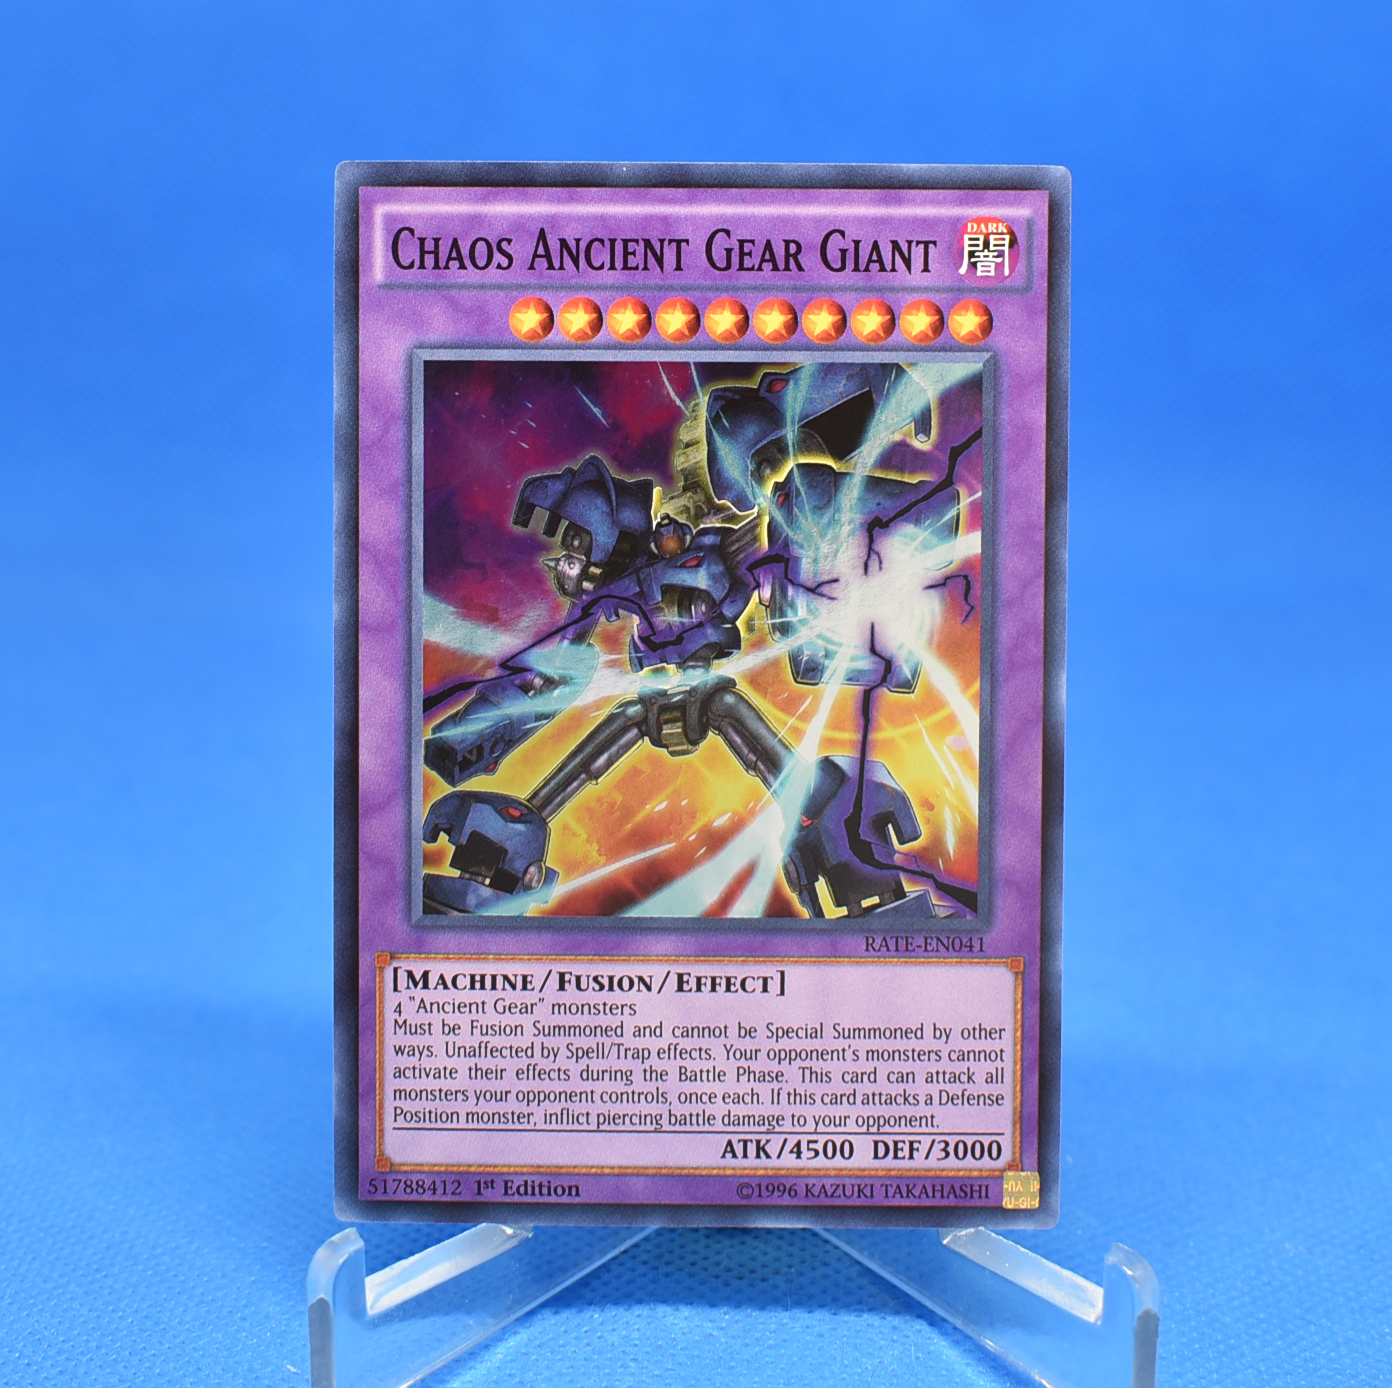 CHAOS ANCIENT GEAR GIANT
DARK
闇
RATE-EN041
[MACHINE/FUSION/EFFECT]
4 "Ancient Gear" monsters
Must be Fusion Summoned and cannot be Special Summoned by other
ways. Unaffected by Spell/Trap effects. Your opponent's monsters cannot
activate their effects during the Battle Phase. This card can attack all
monsters your opponent controls, once each. If this card attacks a Defense
Position monster, inflict piercing battle damage to your opponent.
ATK/4500 DEF/3000
51788412 1st Edition ©1996 KAZUKI TAKAHASHI